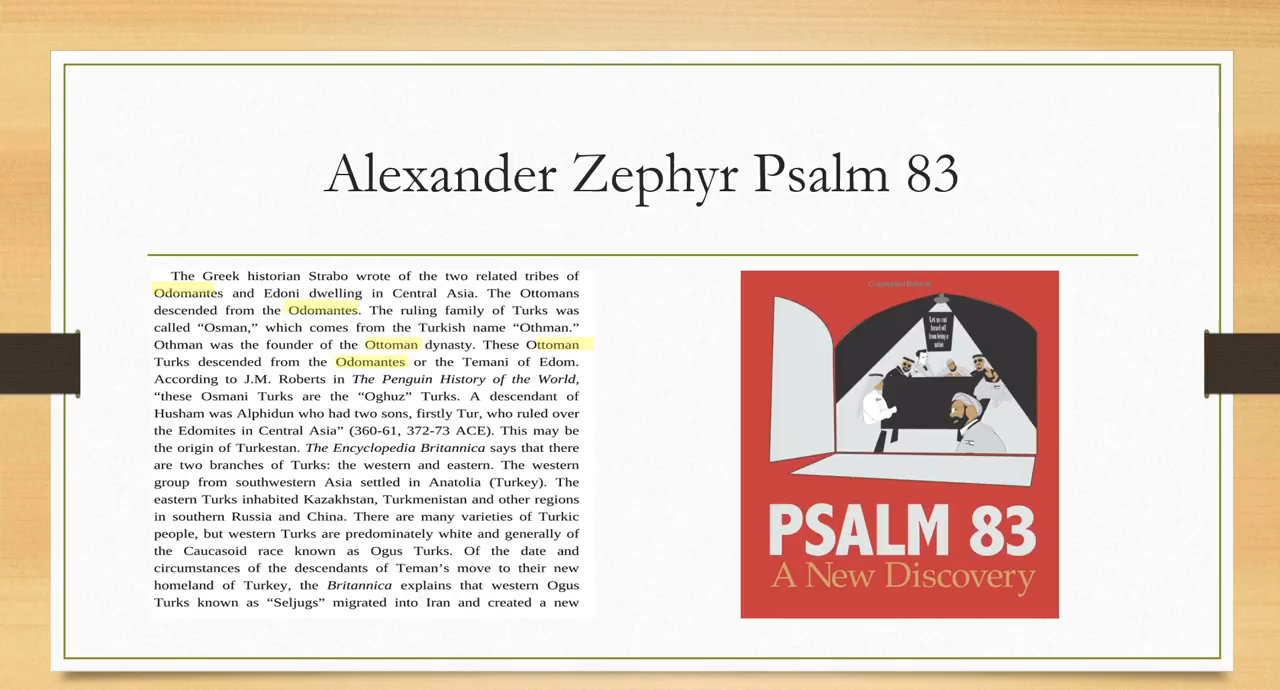 Alexander Zephyr Psalm 83
The Greek historian Strabo wrote of the two related tribes of
Odomantes and Edoni dwelling in Central Asia. The Ottomans
descended from the Odomantes. The ruling family of Turks was
called “Osman,” which comes from the Turkish name “Othman.”
Othman was the founder of the Ottoman dynasty. These Ottoman
Turks descended from the Odomantes or the Temani of Edom.
According to J.M. Roberts in The Penguin History of the World,
“these Osmani Turks are the “Oghuz” Turks. A descendant of
Husham was Alphidun who had two sons, firstly Tur, who ruled over
the Edomites in Central Asia” (360-61, 372-73 ACE). This may be
the origin of Turkestan. The Encyclopedia Britannica says that there
are two branches of Turks: the western and eastern. The western
group from southwestern Asia settled in Anatolia (Turkey). The
eastern Turks inhabited Kazakhstan, Turkmenistan and other regions
in southern Russia and China. There are many varieties of Turkic
people, but western Turks are predominately white and generally of
the Caucasoid race known as Ogus Turks. Of the date and
circumstances of the descendants of Teman’s move to their new
homeland of Turkey, the Britannica explains that western Ogus
Turks known as “Seljugs” migrated into Iran and created a new
Copyrighted Material
Let us cut
Israel off
from being a
nation
PSALM 83
A New Discovery